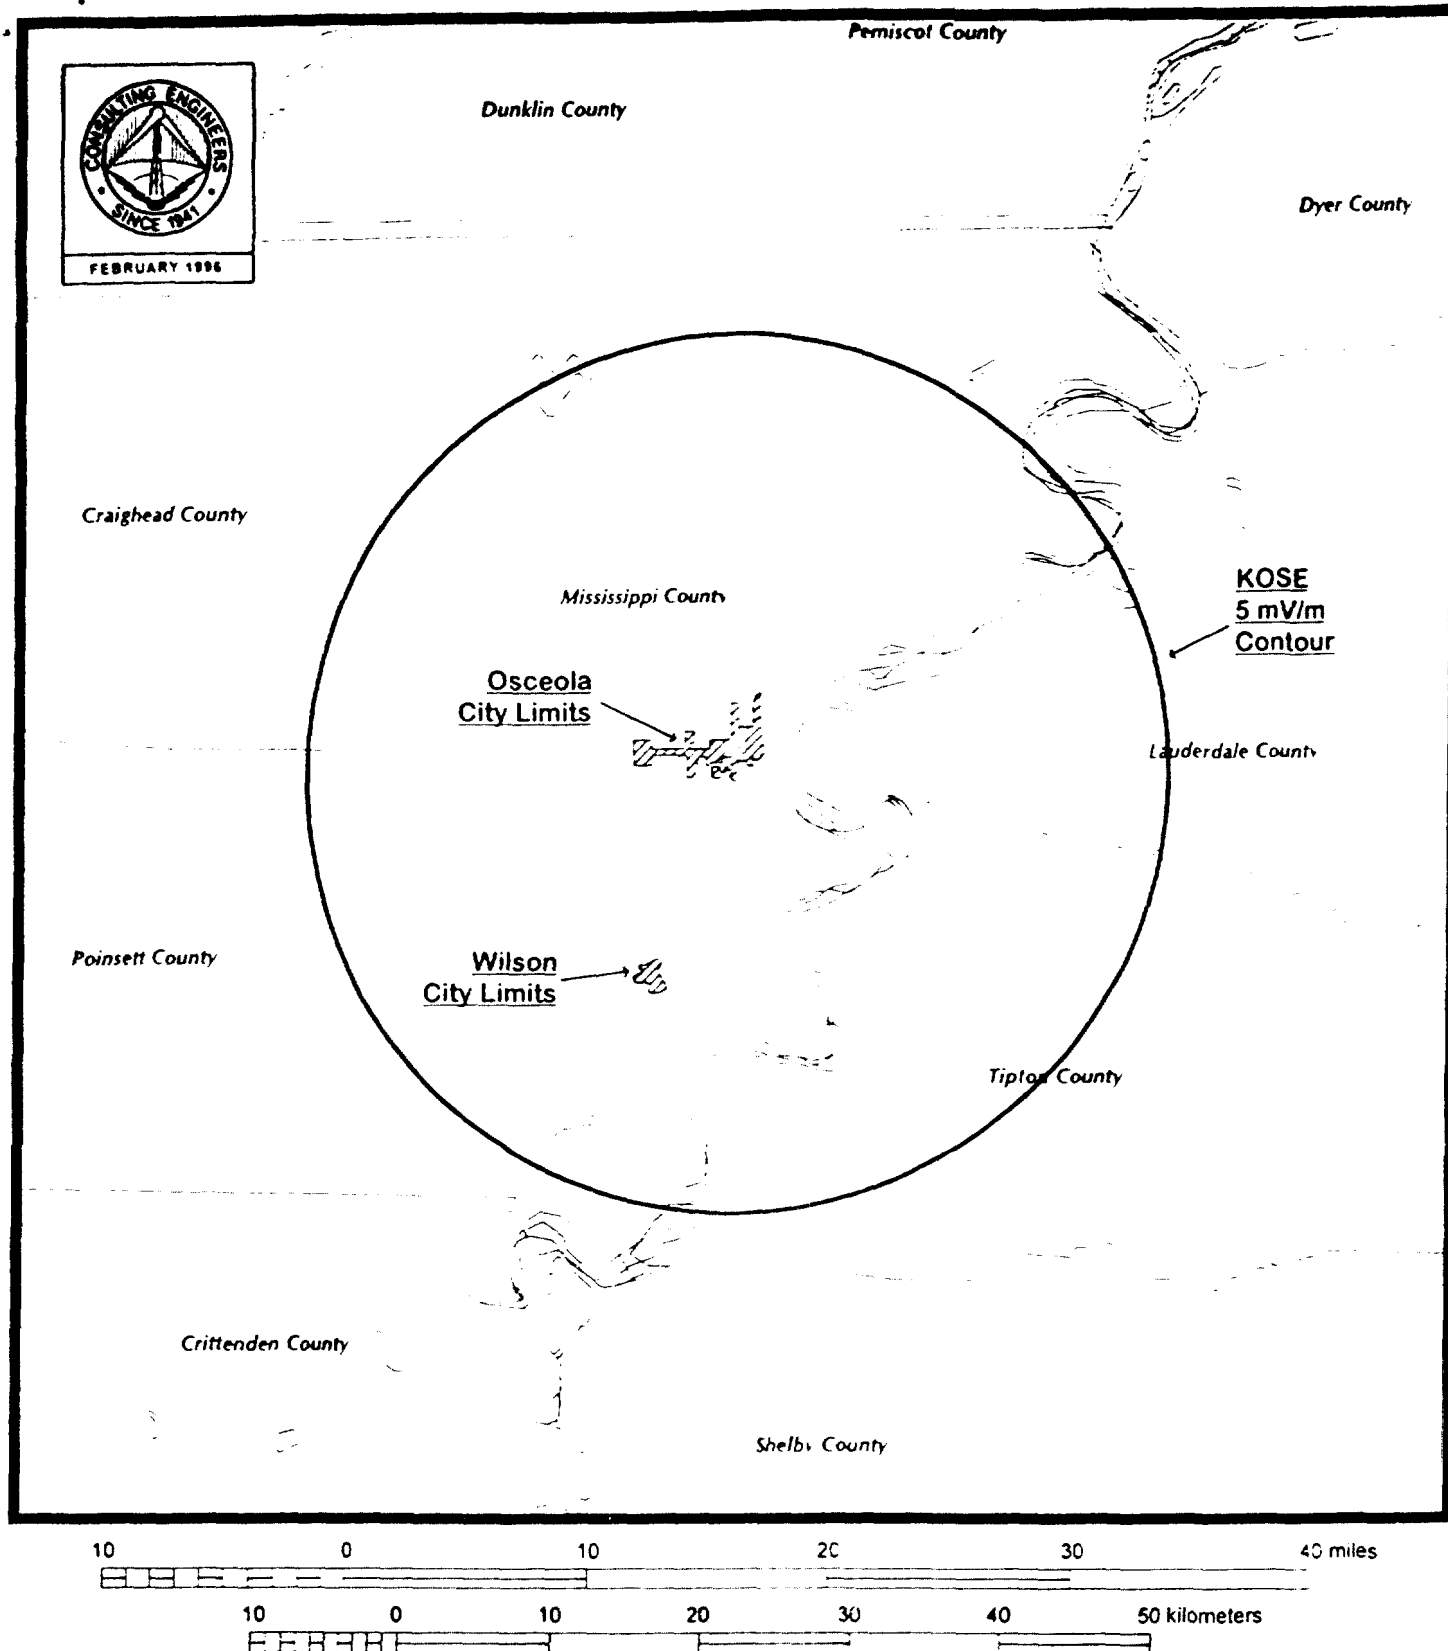 Pemiscot County
Dunklin County
CONSULTING ENGINEERS
SINCE 1941
FEBRUARY 1996
Dyer County
Craighead County
KOSE
5 mV/m
Contour
Mississippi County
Osceola
City Limits
Lauderdale County
Poinsett County
Wilson
City Limits
Tipton County
Crittenden County
Shelby County
10 0 10 20 30 40 miles
10 0 10 20 30 40 50 kilometers